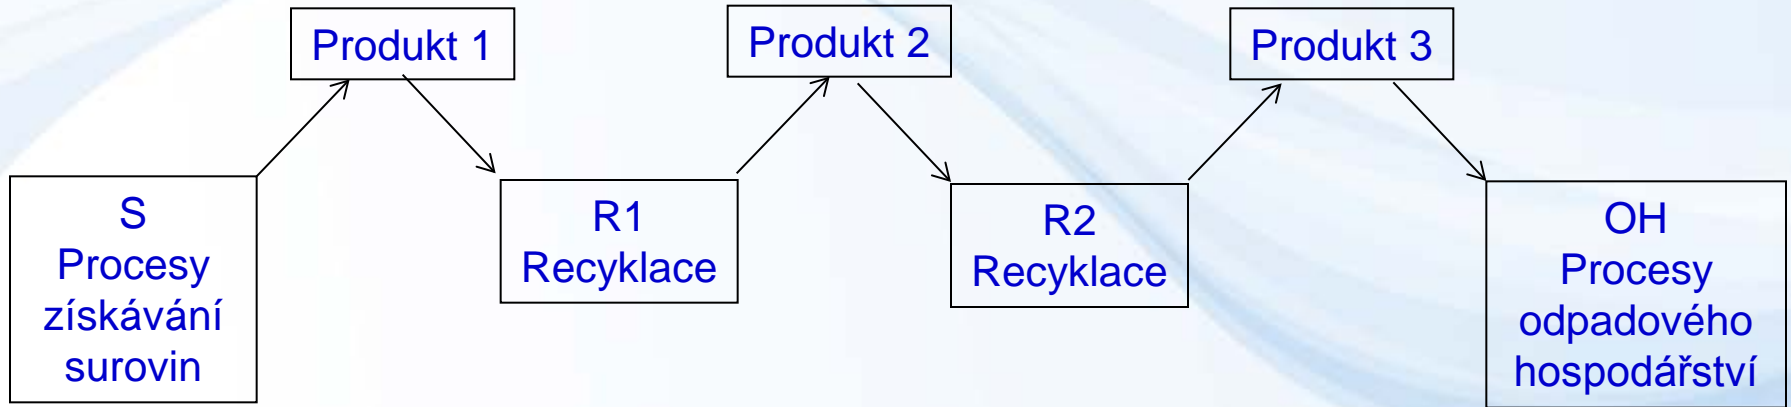 Produkt 1
Produkt 2
Produkt 3
S
Procesy
získávání
surovin
R1
Recyklace
R2
Recyklace
OH
Procesy
odpadového
hospodářství